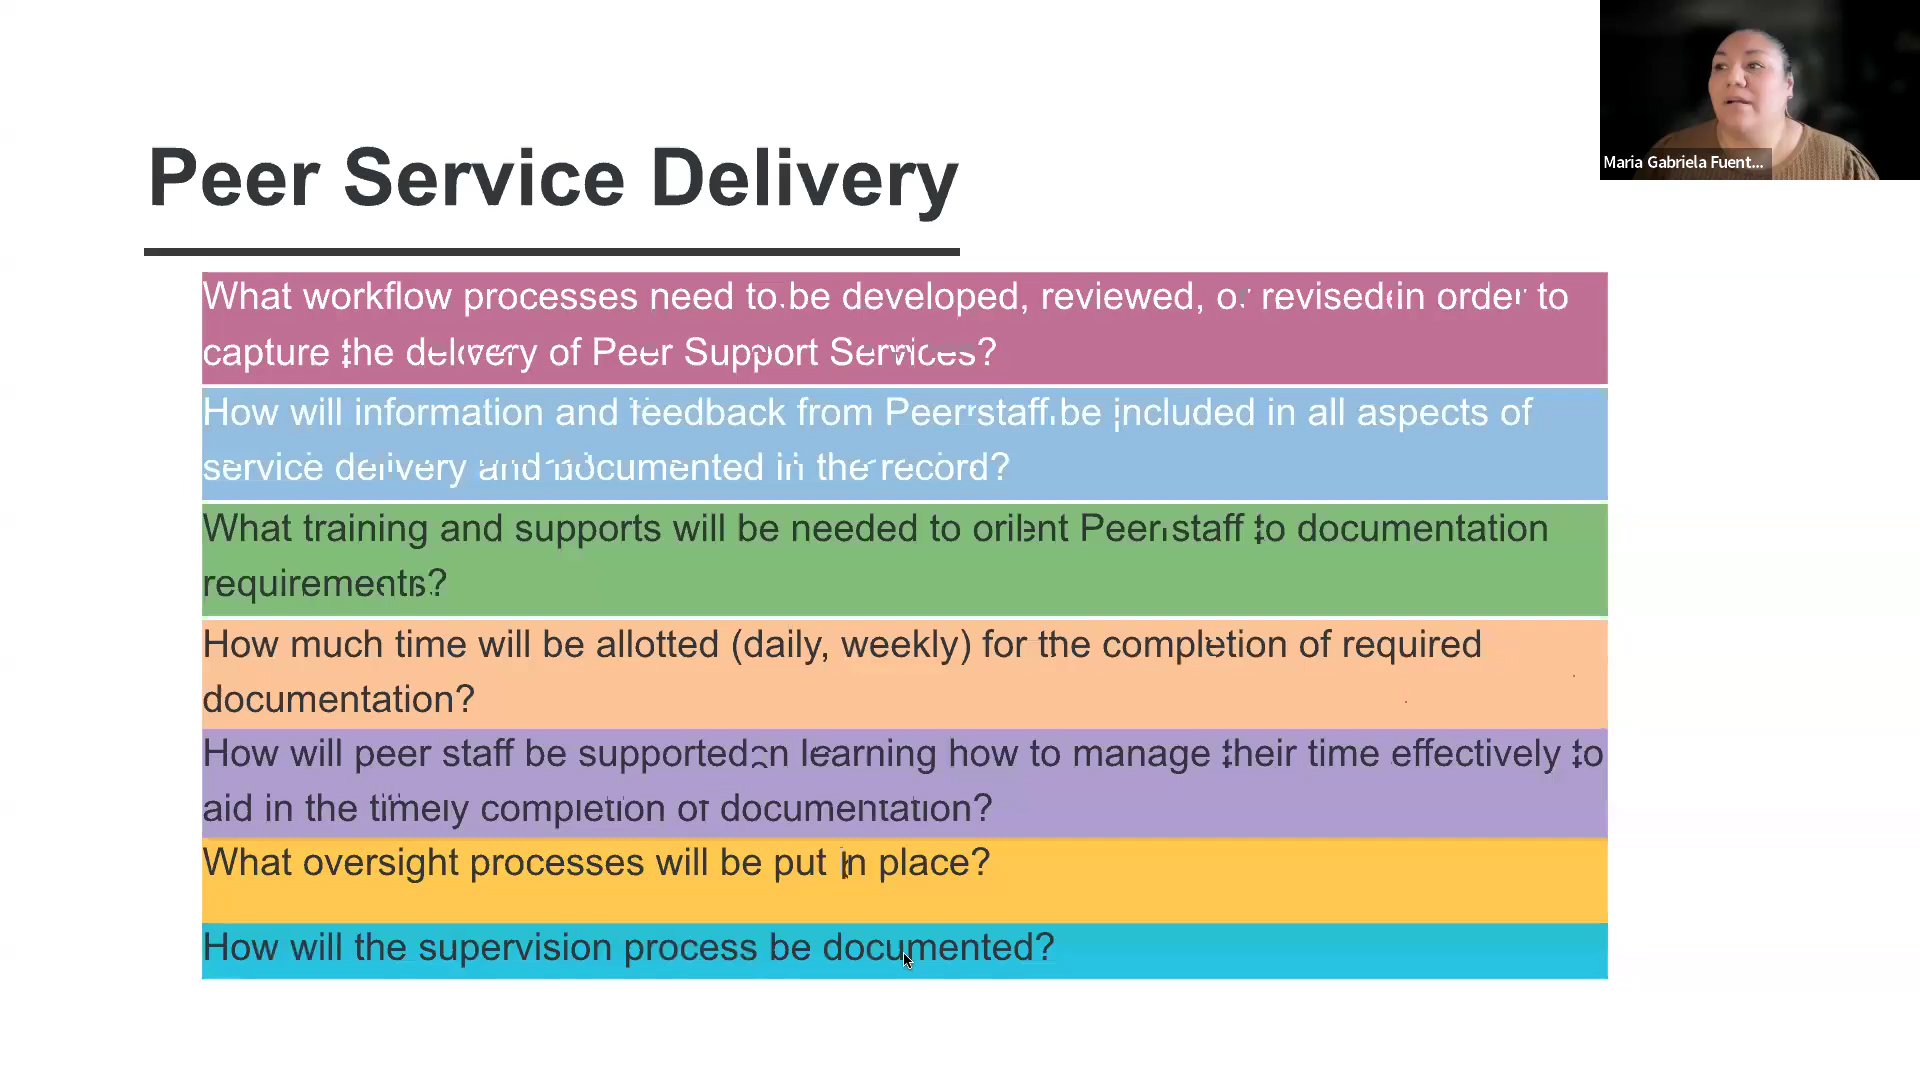 Maria Gabriela Fuent...
Peer Service Delivery
What workflow processes need to be developed, reviewed, or revised in order to
capture the delivery of Peer Support Services?
How will information and feedback from Peer staff be included in all aspects of
service delivery and documented in the record?
What training and supports will be needed to orient Peer staff to documentation
requirements?
How much time will be allotted (daily, weekly) for the completion of required
documentation?
How will peer staff be supported in learning how to manage their time effectively to
aid in the timely completion of documentation?
What oversight processes will be put in place?
How will the supervision process be documented?